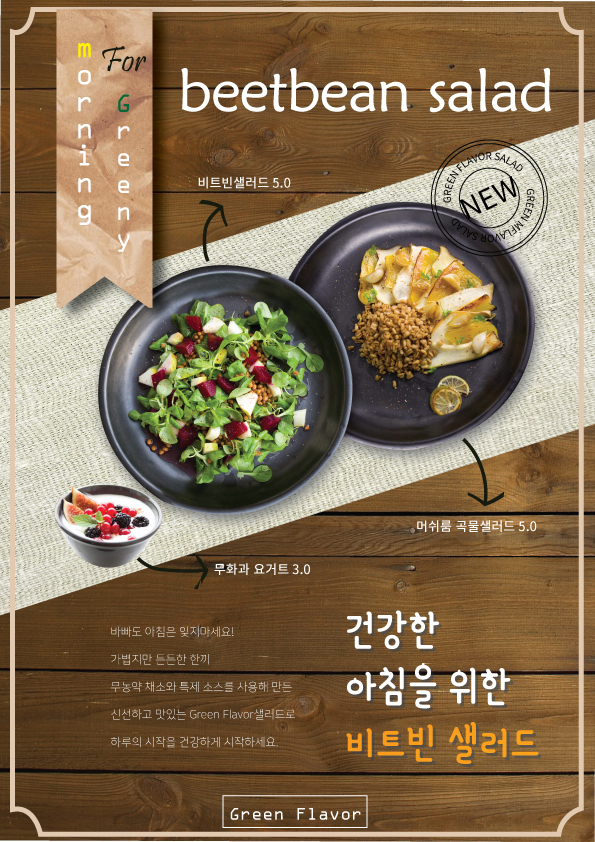 For
morning
Greeny
beetbean salad
비트빈샐러드 5.0
GREEN FLAVOR SALAD
NEW
GREEN MFLAVOR SALAD
머쉬룸 곡물샐러드 5.0
무화과 요거트 3.0
바빠도 아침은 잊지마세요!
가볍지만 든든한 한끼
무농약 채소와 특제 소스를 사용해 만든
신선하고 맛있는 Green Flavor샐러드로
하루의 시작을 건강하게 시작하세요.
건강한
아침을 위한
비트빈 샐러드
Green Flavor